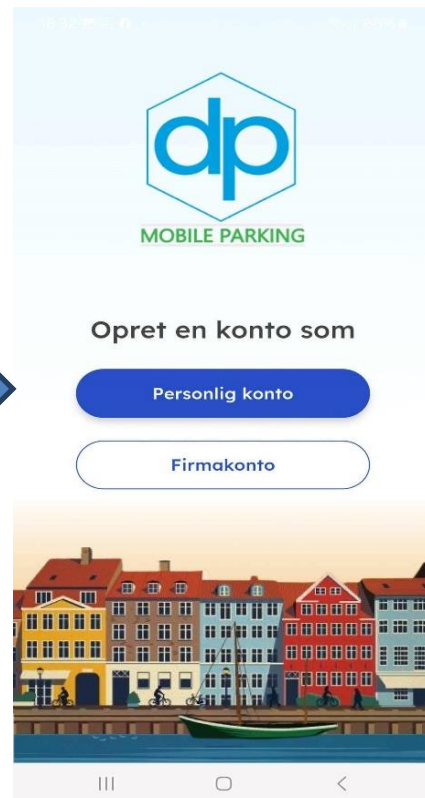 dp
MOBILE PARKING
Opret en konto som
Personlig konto
Firmakonto